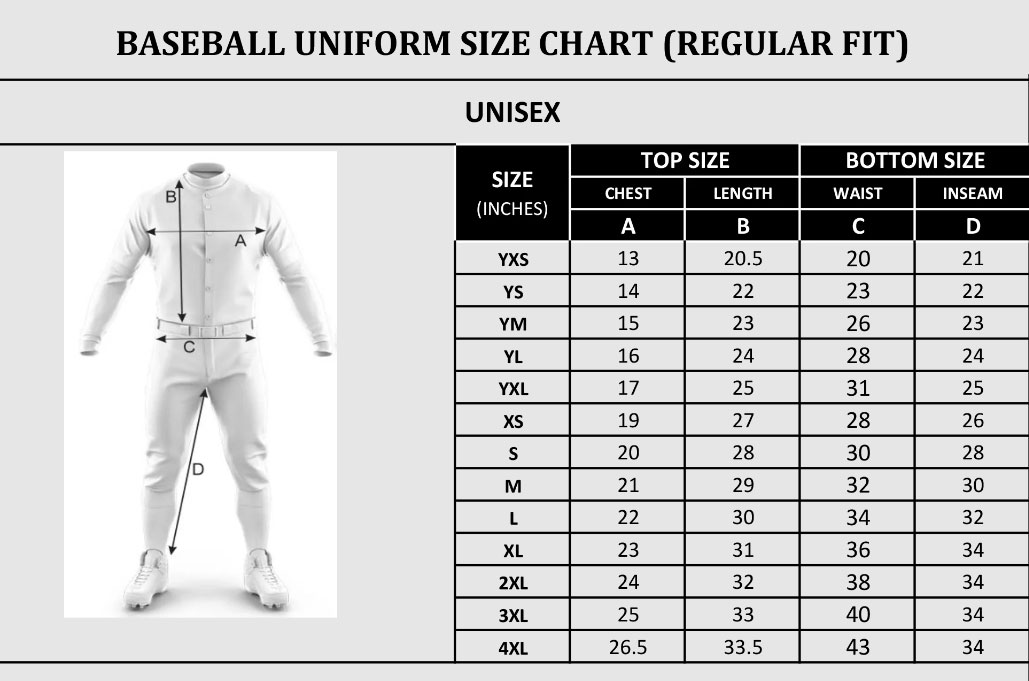 BASEBALL UNIFORM SIZE CHART (REGULAR FIT)
UNISEX
B
A
C
D
SIZE
(INCHES)
TOP SIZE BOTTOM SIZE
CHEST LENGTH WAIST INSEAM
A B C D
YXS 13 20.5 20 21
YS 14 22 23 22
YM 15 23 26 23
YL 16 24 28 24
YXL 17 25 31 25
XS 19 27 28 26
S 20 28 30 28
M 21 29 32 30
L 22 30 34 32
XL 23 31 36 34
2XL 24 32 38 34
3XL 25 33 40 34
4XL 26.5 33.5 43 34